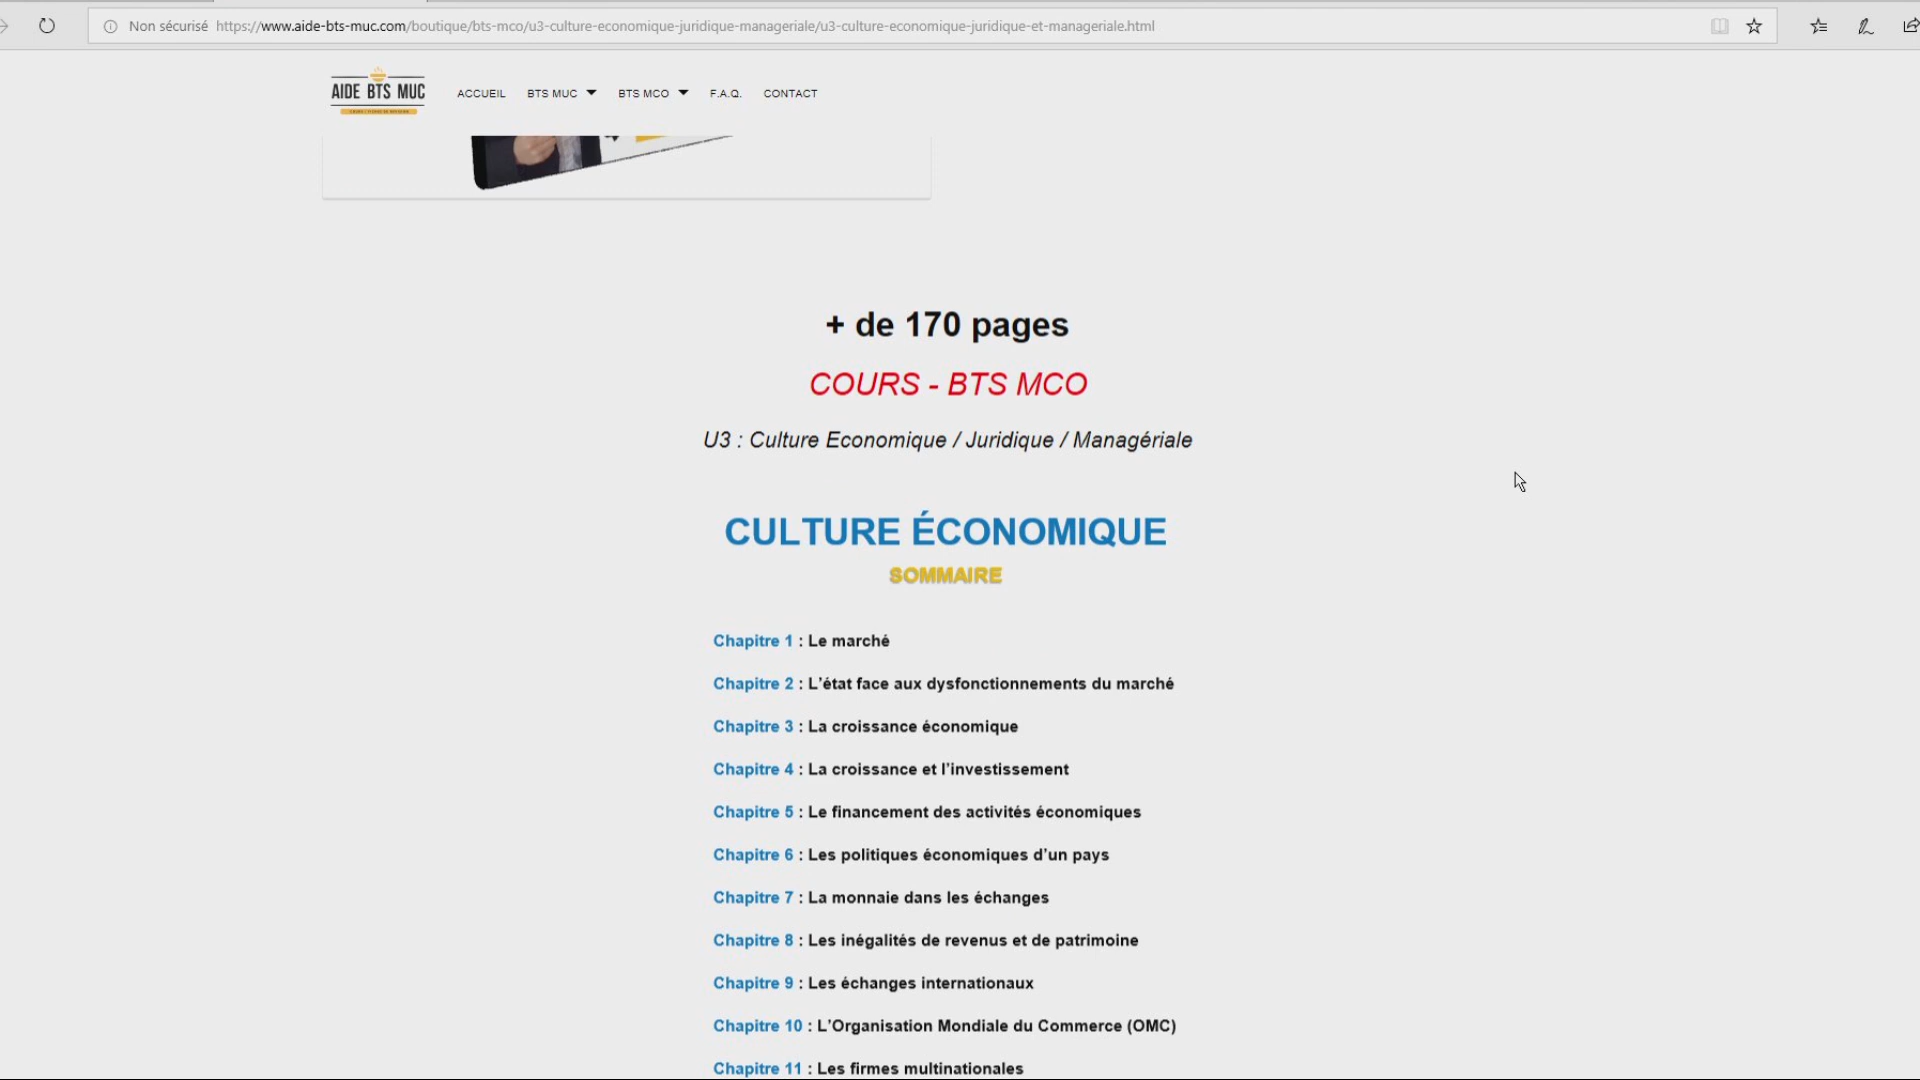 Non sécurisé https://www.aide-bts-muc.com/boutique/bts-mco/u3-culture-economique-juridique-manageriale/u3-culture-economique-juridique-et-manageriale.html
AIDE BTS MUC
ACCUEIL BTS MUC BTS MCO F.A.Q. CONTACT
+ de 170 pages
COURS - BTS MCO
U3 : Culture Economique / Juridique / Managériale
CULTURE ÉCONOMIQUE
SOMMAIRE
Chapitre 1 : Le marché
Chapitre 2 : L'état face aux dysfonctionnements du marché
Chapitre 3 : La croissance économique
Chapitre 4 : La croissance et l'investissement
Chapitre 5 : Le financement des activités économiques
Chapitre 6 : Les politiques économiques d'un pays
Chapitre 7 : La monnaie dans les échanges
Chapitre 8 : Les inégalités de revenus et de patrimoine
Chapitre 9 : Les échanges internationaux
Chapitre 10 : L'Organisation Mondiale du Commerce (OMC)
Chapitre 11 : Les firmes multinationales